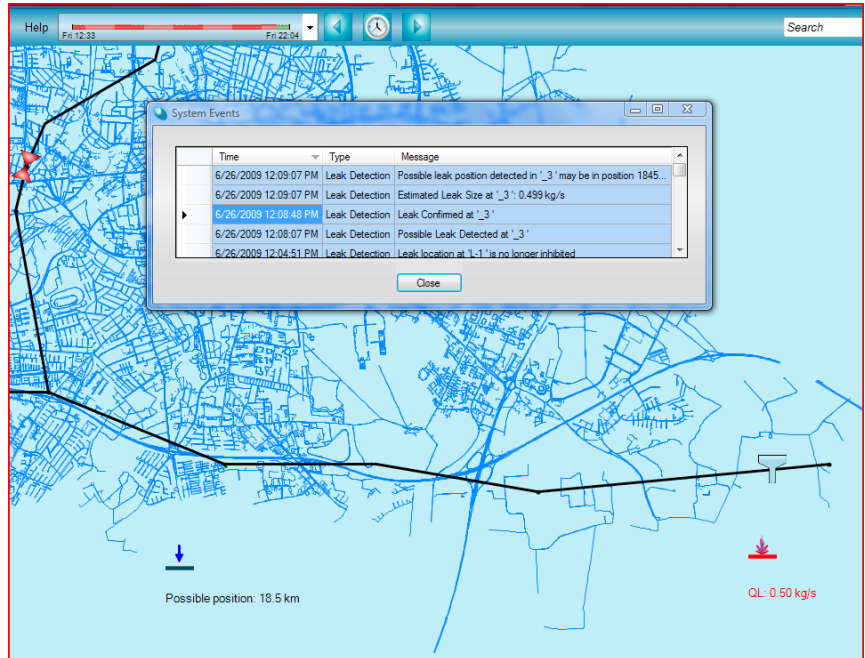 Help
Fri 12:33 Fri 22:04
Search
System Events
Time Type Message
6/26/2009 12:09:07 PM Leak Detection Possible leak position detected in '_3 ' may be in position 1845...
6/26/2009 12:09:07 PM Leak Detection Estimated Leak Size at '_3 ': 0.499 kg/s
6/26/2009 12:08:48 PM Leak Detection Leak Confirmed at '_3 '
6/26/2009 12:08:07 PM Leak Detection Possible Leak Detected at '_3 '
6/26/2009 12:04:51 PM Leak Detection Leak location at 'L-1 ' is no longer inhibited
Close
Possible position: 18.5 km
QL: 0.50 kg/s